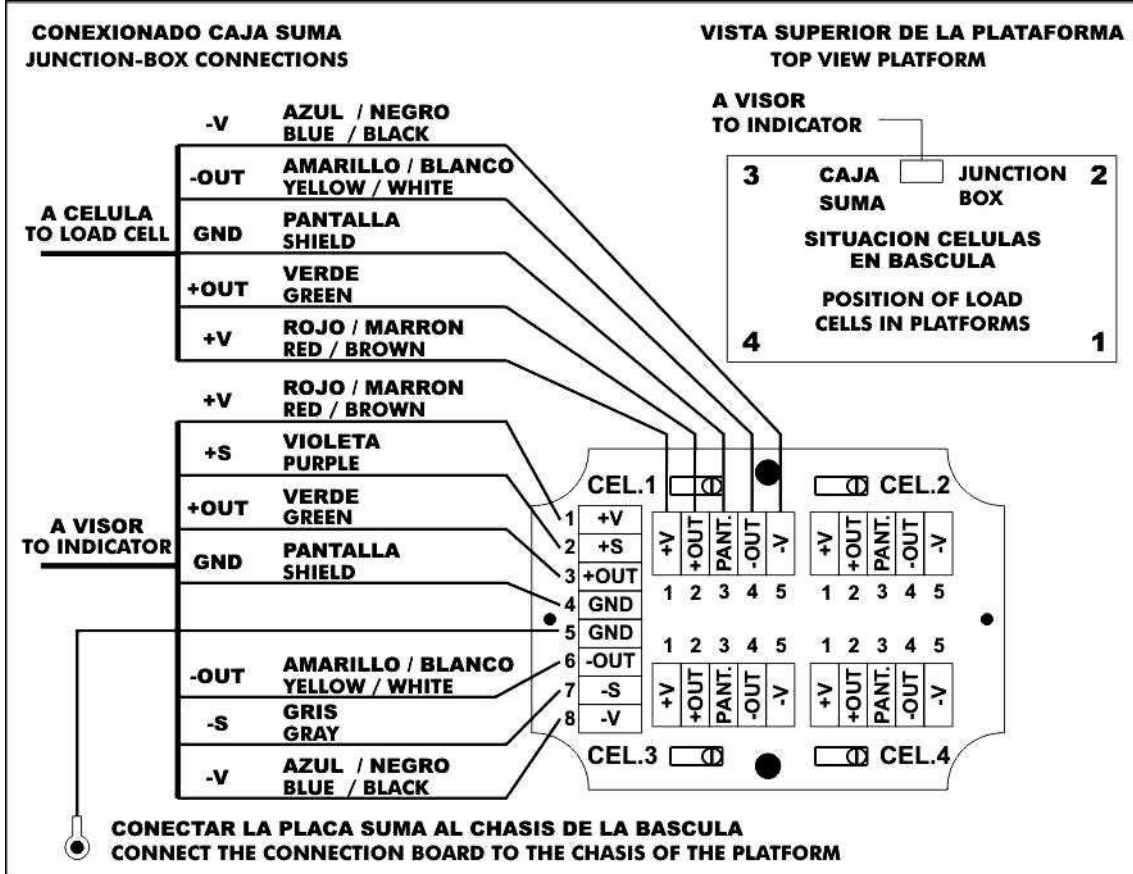 CONEXIONADO CAJA SUMA
JUNCTION-BOX CONNECTIONS
VISTA SUPERIOR DE LA PLATAFORMA
TOP VIEW PLATFORM
A VISOR
TO INDICATOR
3 CAJA SUMA JUNCTION BOX 2
SITUACION CELULAS
EN BASCULA
POSITION OF LOAD
CELLS IN PLATFORMS
4 1
A CELULA
TO LOAD CELL
-V AZUL / NEGRO
BLUE / BLACK
-OUT AMARILLO / BLANCO
YELLOW / WHITE
GND PANTALLA
SHIELD
+OUT VERDE
GREEN
+V ROJO / MARRON
RED / BROWN
A VISOR
TO INDICATOR
+V ROJO / MARRON
RED / BROWN
+S VIOLETA
PURPLE
+OUT VERDE
GREEN
GND PANTALLA
SHIELD
-OUT AMARILLO / BLANCO
YELLOW / WHITE
-S GRIS
GRAY
-V AZUL / NEGRO
BLUE / BLACK
1 +V
2 +S
3 +OUT
4 GND
5 GND
6 -OUT
7 -S
8 -V
CEL.1
+V +OUT PANT. -OUT -V
1 2 3 4 5
CEL.2
+V +OUT PANT. -OUT -V
1 2 3 4 5
1 2 3 4 5
+V +OUT PANT. -OUT -V
CEL.3
1 2 3 4 5
+V +OUT PANT. -OUT -V
CEL.4
CONECTAR LA PLACA SUMA AL CHASIS DE LA BASCULA
CONNECT THE CONNECTION BOARD TO THE CHASIS OF THE PLATFORM